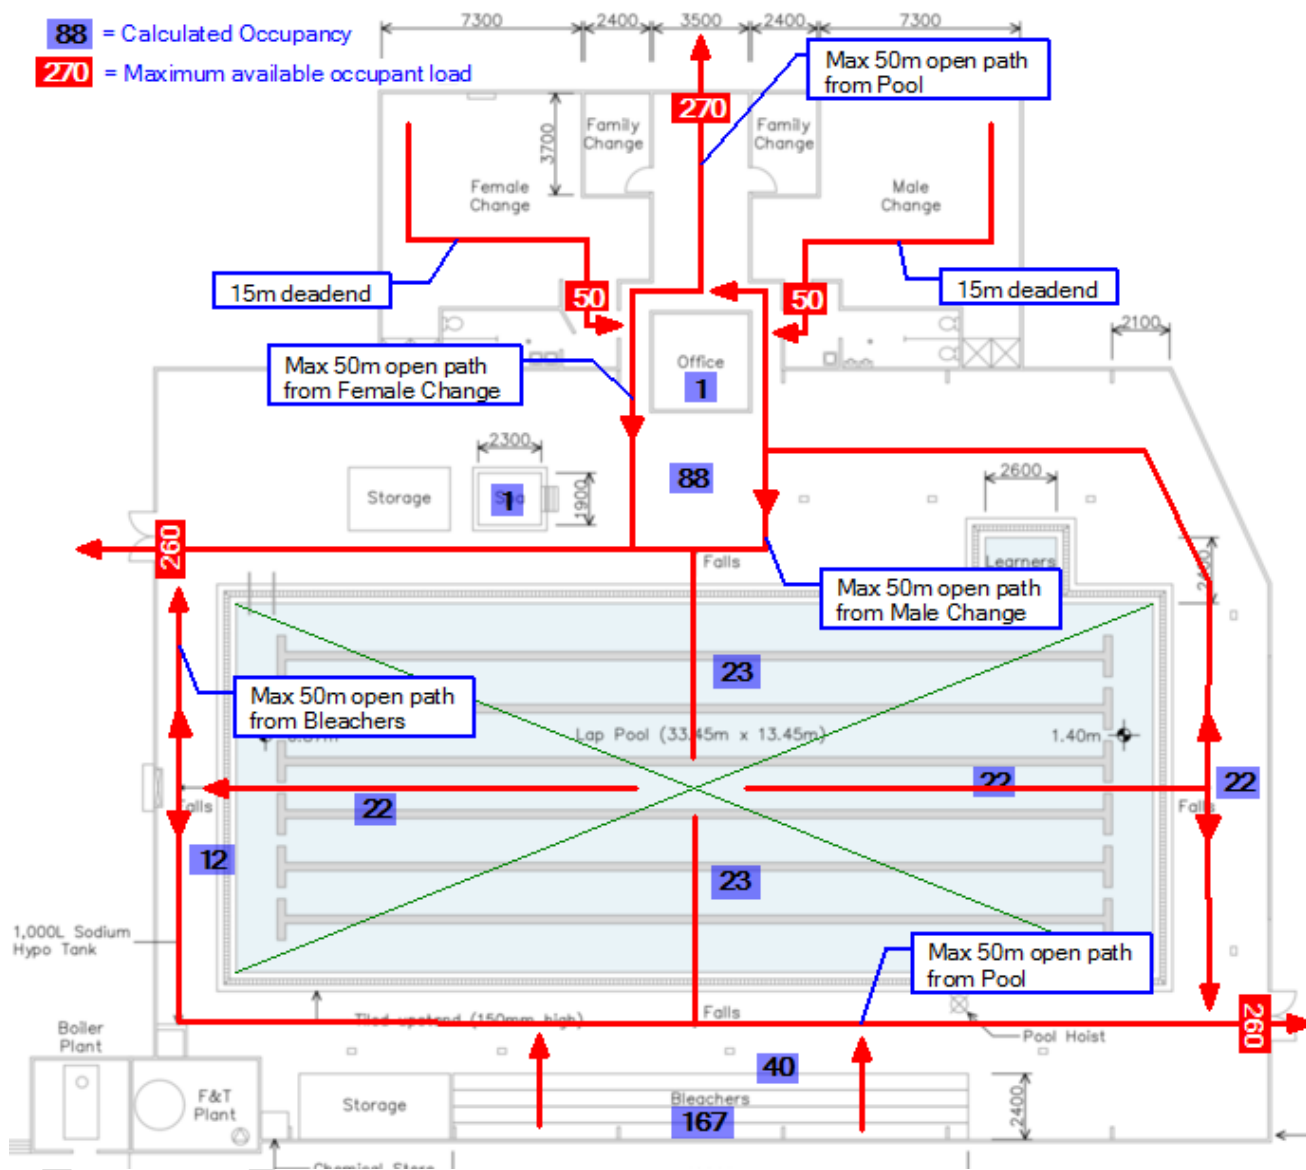 88 = Calculated Occupancy
270 = Maximum available occupant load
7300 2400 3500 2400 7300
Max 50m open path
from Pool
270
Family
Change
Family
Change
3700
Female
Change
Male
Change
15m deadend
50
50
15m deadend
2100
Max 50m open path
from Female Change
Office
1
2300
88
2600
Storage
1
1900
260
Falls
Learners
Max 50m open path
from Male Change
23
Max 50m open path
from Bleachers
Lap Pool (33.45m x 13.45m)
1.40m
22
22
22
Falls
Falls
12
23
1,000L Sodium
Hypo Tank
Max 50m open path
from Pool
Tiled upstand (150mm high)
Falls
260
Boiler
Plant
Pool Hoist
40
F&T
Plant
Storage
Bleachers
167
2400
Chemical Store